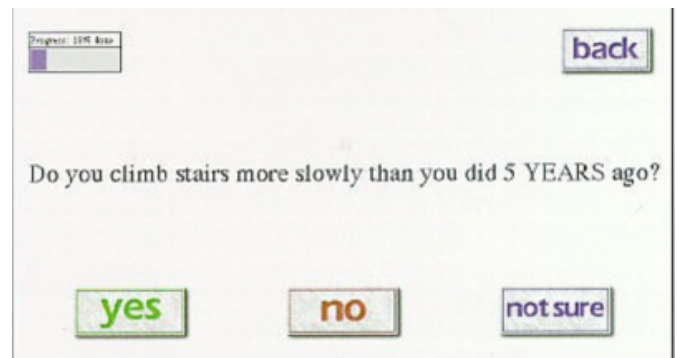 back
Do you climb stairs more slowly than you did 5 YEARS ago?
yes
no
not sure